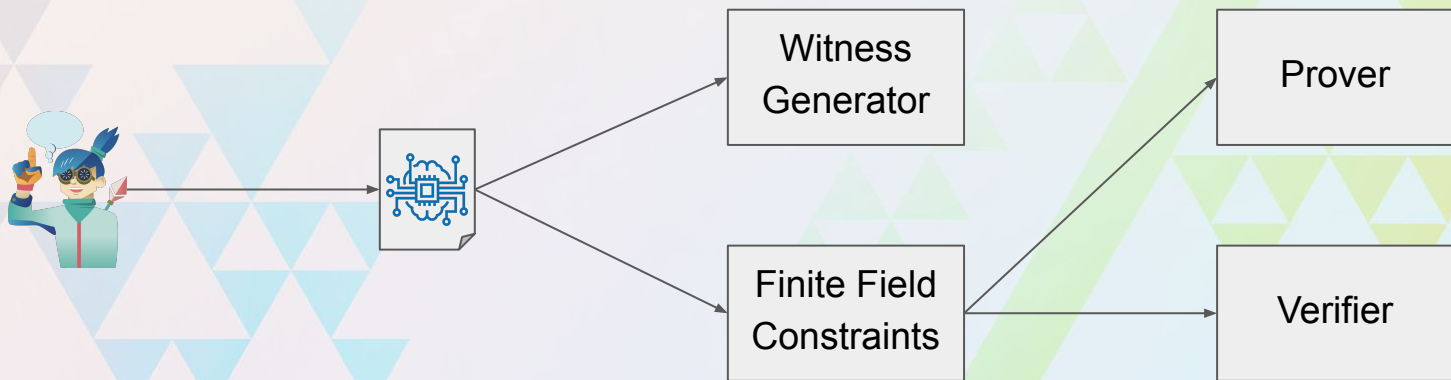 Witness
Generator
Prover
Finite Field
Constraints
Verifier